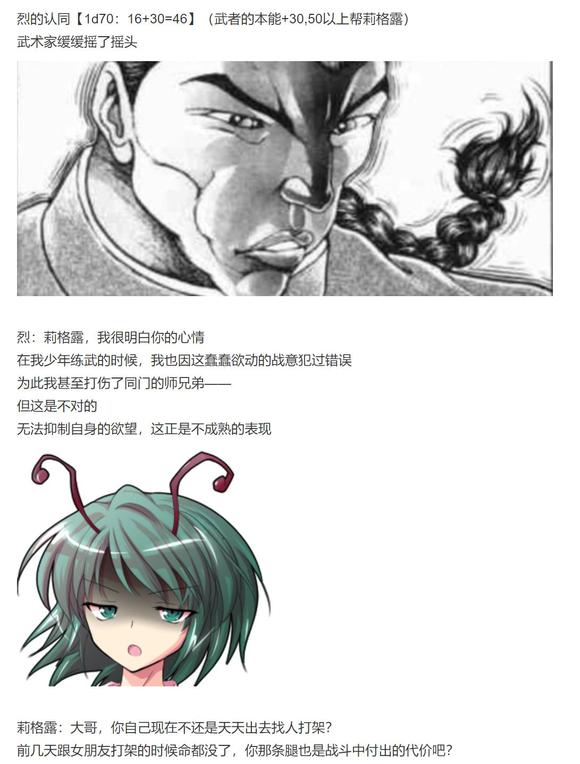 烈的认同【1d70：16+30=46】（武者的本能+30,50以上帮莉格露）
武术家缓缓摇了摇头
烈：莉格露，我很明白你的心情
在我少年练武的时候，我也因这蠢蠢欲动的战意犯过错误
为此我甚至打伤了同门的师兄弟——
但这是不对的
无法抑制自身的欲望，这正是不成熟的表现
莉格露：大哥，你自己现在不还是天天出去找人打架？
前几天跟女朋友打架的时候命都没了，你那条腿也是战斗中付出的代价吧？